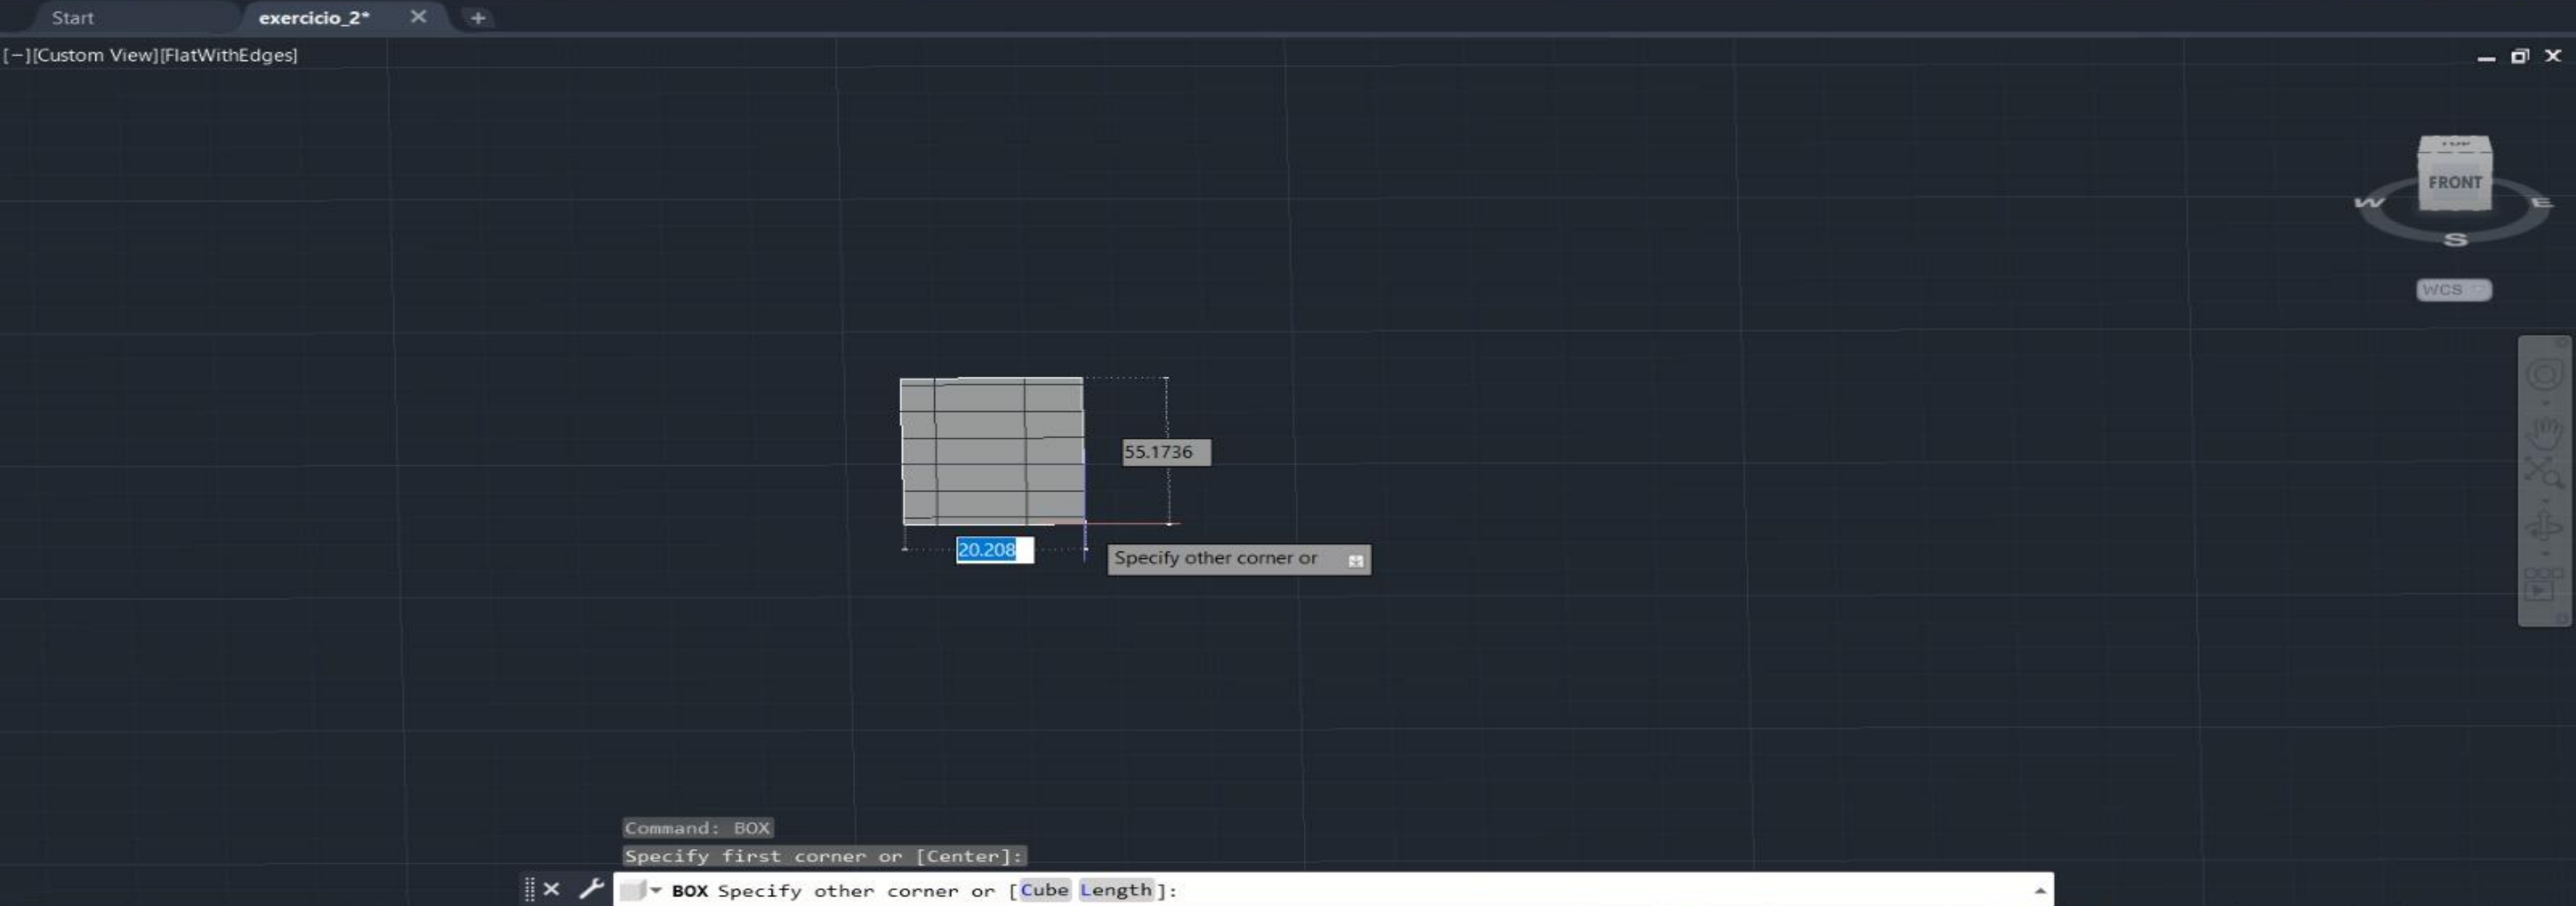 Start
exercicio_2*
[−][Custom View][FlatWithEdges]
TOP
FRONT
W
E
S
WCS
55.1736
20.208
Specify other corner or
Command: BOX
Specify first corner or [Center]:
BOX Specify other corner or [Cube Length]: